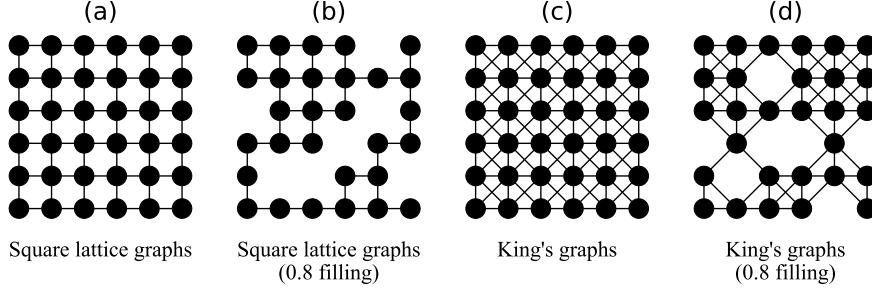 (a)
(b)
(c)
(d)
Square lattice graphs
Square lattice graphs
(0.8 filling)
King's graphs
King's graphs
(0.8 filling)